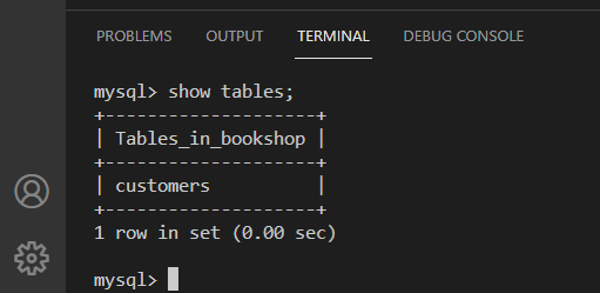 PROBLEMS OUTPUT TERMINAL DEBUG CONSOLE
mysql> show tables;
+--------------------+
| Tables_in_bookshop |
+--------------------+
| customers          |
+--------------------+
1 row in set (0.00 sec)
mysql>